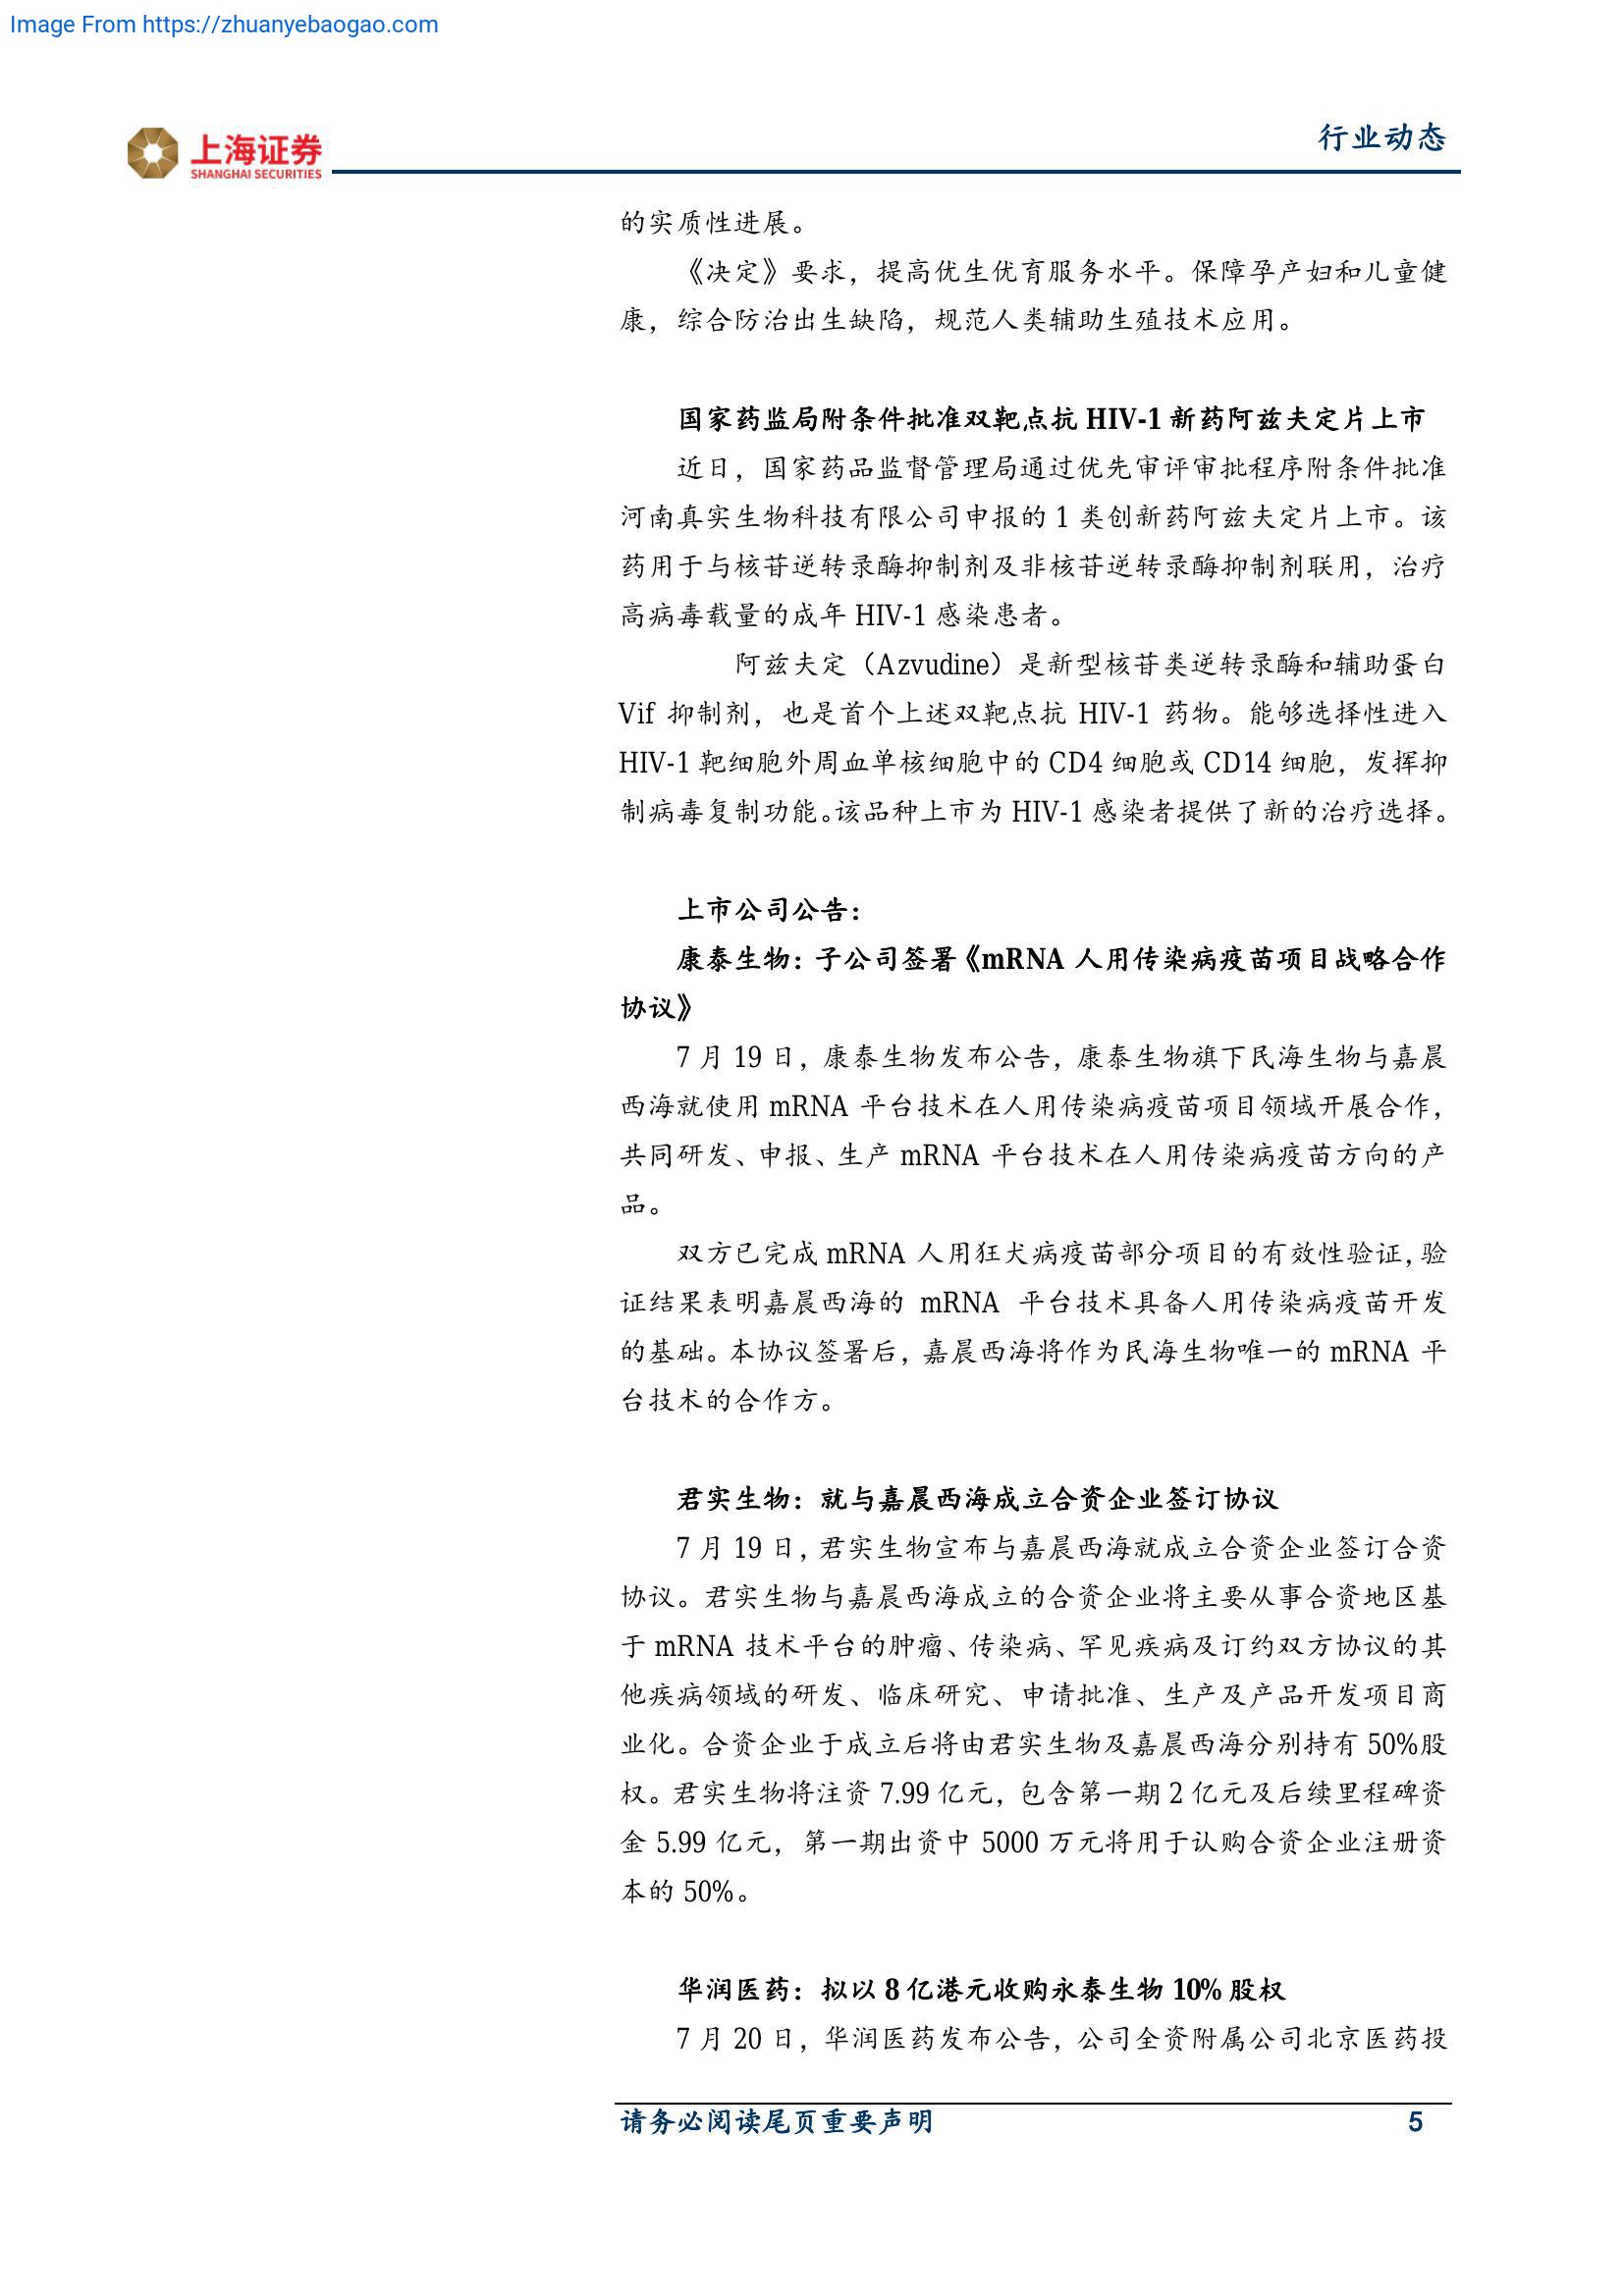 Image From https://zhuanyebaogao.com
上海证券
SHANGHAI SECURITIES
行业动态
的实质性进展。
《决定》要求，提高优生优育服务水平。保障孕产妇和儿童健
康，综合防治出生缺陷，规范人类辅助生殖技术应用。
国家药监局附条件批准双靶点抗 HIV-1 新药阿兹夫定片上市
近日，国家药品监督管理局通过优先审评审批程序附条件批准
河南真实生物科技有限公司申报的 1 类创新药阿兹夫定片上市。该
药用于与核苷逆转录酶抑制剂及非核苷逆转录酶抑制剂联用，治疗
高病毒载量的成年 HIV-1 感染患者。
阿兹夫定（Azvudine）是新型核苷类逆转录酶和辅助蛋白
Vif 抑制剂，也是首个上述双靶点抗 HIV-1 药物。能够选择性进入
HIV-1 靶细胞外周血单核细胞中的 CD4 细胞或 CD14 细胞，发挥抑
制病毒复制功能。该品种上市为 HIV-1 感染者提供了新的治疗选择。
上市公司公告：
康泰生物：子公司签署《mRNA 人用传染病疫苗项目战略合作
协议》
7 月 19 日，康泰生物发布公告，康泰生物旗下民海生物与嘉晨
西海就使用 mRNA 平台技术在人用传染病疫苗项目领域开展合作，
共同研发、申报、生产 mRNA 平台技术在人用传染病疫苗方向的产
品。
双方已完成 mRNA 人用狂犬病疫苗部分项目的有效性验证，验
证结果表明嘉晨西海的 mRNA 平台技术具备人用传染病疫苗开发
的基础。本协议签署后，嘉晨西海将作为民海生物唯一的 mRNA 平
台技术的合作方。
君实生物：就与嘉晨西海成立合资企业签订协议
7 月 19 日，君实生物宣布与嘉晨西海就成立合资企业签订合资
协议。君实生物与嘉晨西海成立的合资企业将主要从事合资地区基
于 mRNA 技术平台的肿瘤、传染病、罕见疾病及订约双方协议的其
他疾病领域的研发、临床研究、申请批准、生产及产品开发项目商
业化。合资企业于成立后将由君实生物及嘉晨西海分别持有 50%股
权。君实生物将注资 7.99 亿元，包含第一期 2 亿元及后续里程碑资
金 5.99 亿元，第一期出资中 5000 万元将用于认购合资企业注册资
本的 50%。
华润医药：拟以 8 亿港元收购永泰生物 10% 股权
7 月 20 日，华润医药发布公告，公司全资附属公司北京医药投
请务必阅读尾页重要声明
5